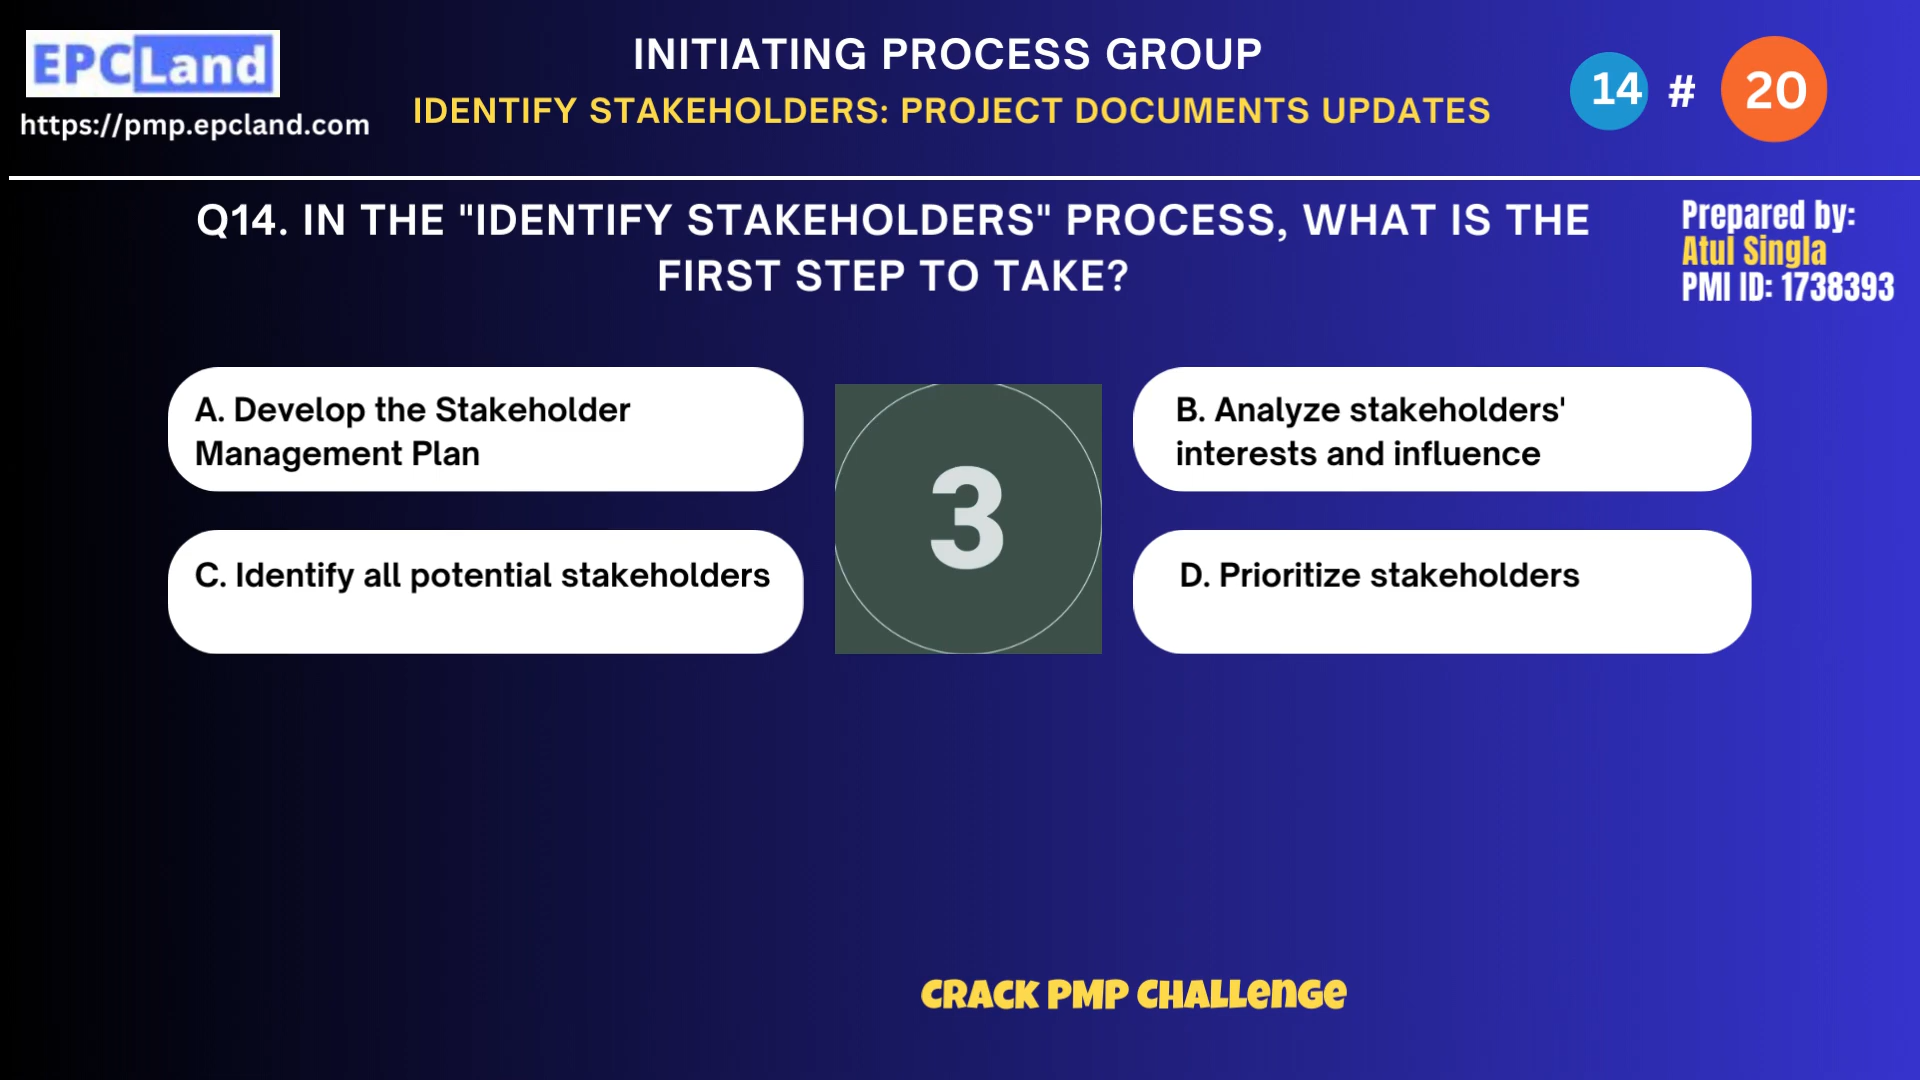 EPCLand
https://pmp.epcland.com
INITIATING PROCESS GROUP
IDENTIFY STAKEHOLDERS: PROJECT DOCUMENTS UPDATES
14 # 20
Q14. IN THE "IDENTIFY STAKEHOLDERS" PROCESS, WHAT IS THE
FIRST STEP TO TAKE?
Prepared by:
Atul Singla
PMI ID: 1738393
A. Develop the Stakeholder
Management Plan
B. Analyze stakeholders'
interests and influence
3
C. Identify all potential stakeholders
D. Prioritize stakeholders
CRACK PMP CHALLENGE